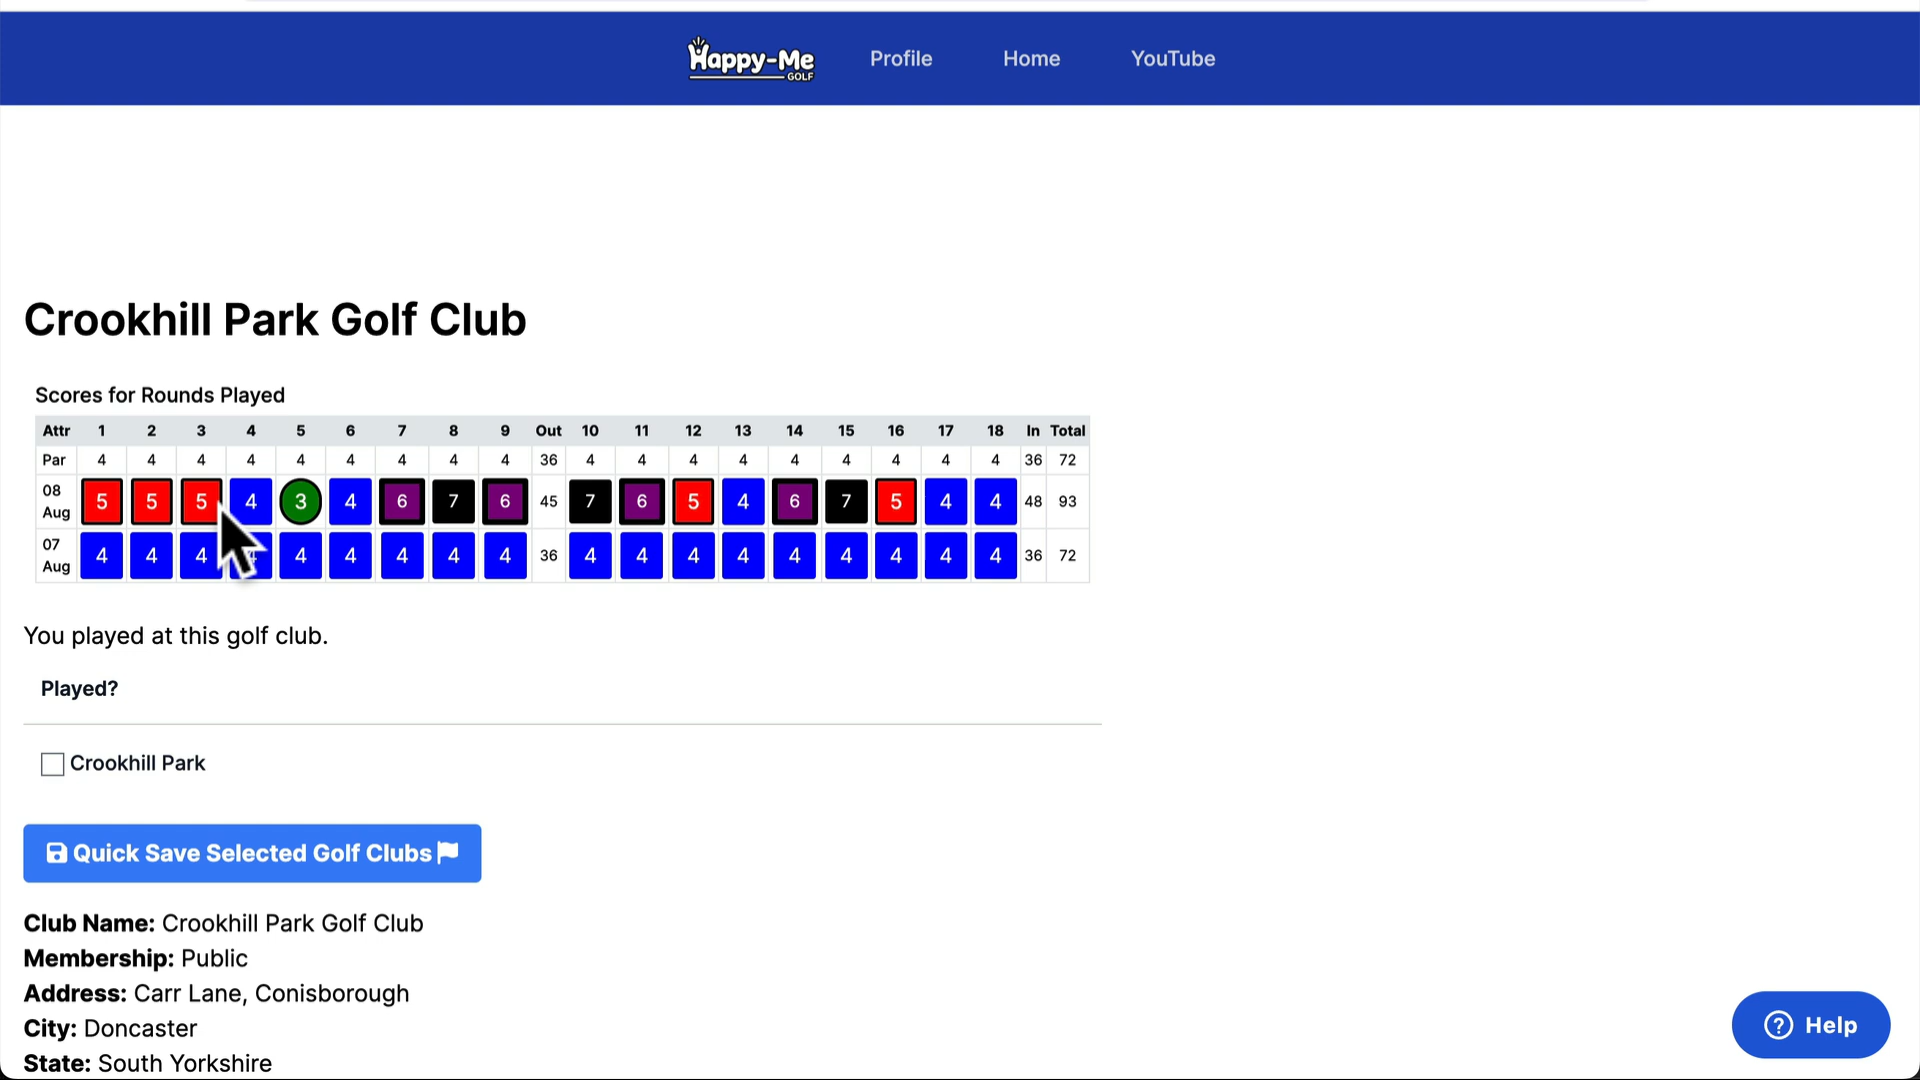 Happy-Me GOLF Profile Home YouTube
Crookhill Park Golf Club
Scores for Rounds Played
Attr 1 2 3 4 5 6 7 8 9 Out 10 11 12 13 14 15 16 17 18 In Total
Par 4 4 4 4 4 4 4 4 4 36 4 4 4 4 4 4 4 4 4 36 72
08 Aug 5 5 5 4 3 4 6 7 6 45 7 6 5 4 6 7 5 4 4 48 93
07 Aug 4 4 4 4 4 4 4 4 4 36 4 4 4 4 4 4 4 4 4 36 72
You played at this golf club.
Played?
Crookhill Park
Quick Save Selected Golf Clubs
Club Name: Crookhill Park Golf Club
Membership: Public
Address: Carr Lane, Conisborough
City: Doncaster
State: South Yorkshire
? Help